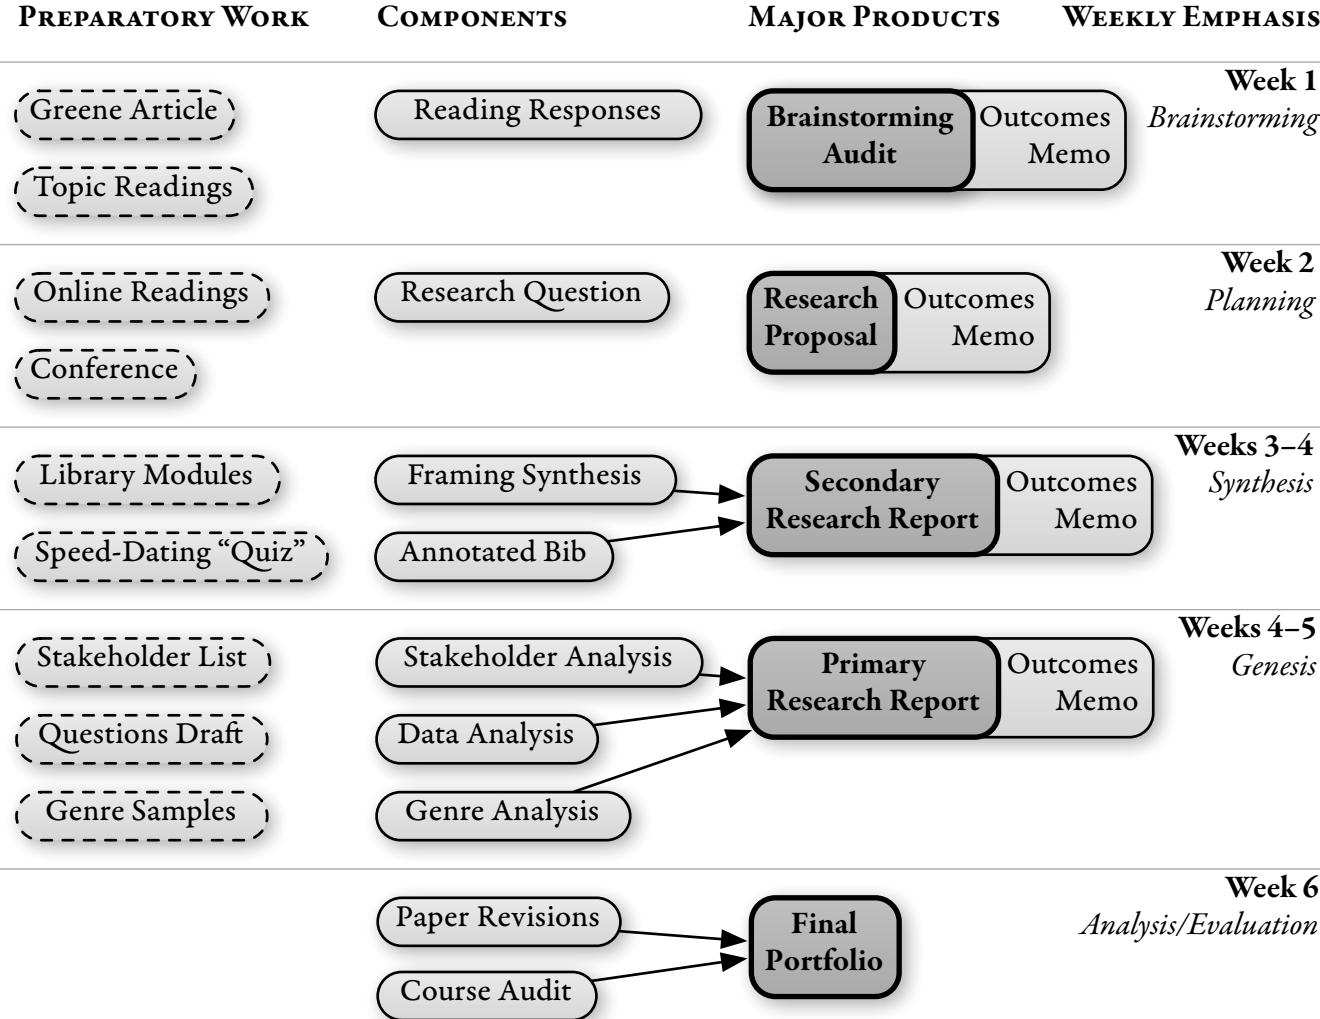 Preparatory Work Components Major Products Weekly Emphasis
Week 1
Greene Article Reading Responses Brainstorming Outcomes Brainstorming
Audit Memo
Topic Readings
Week 2
Online Readings Research Question Research Outcomes Planning
Proposal Memo
Conference
Weeks 3–4
Library Modules Framing Synthesis Secondary Outcomes Synthesis
Research Report Memo
Speed-Dating “Quiz” Annotated Bib
Weeks 4–5
Stakeholder List Stakeholder Analysis Primary Outcomes Genesis
Research Report Memo
Questions Draft Data Analysis
Genre Samples Genre Analysis
Week 6
Paper Revisions Final Analysis/Evaluation
Portfolio
Course Audit